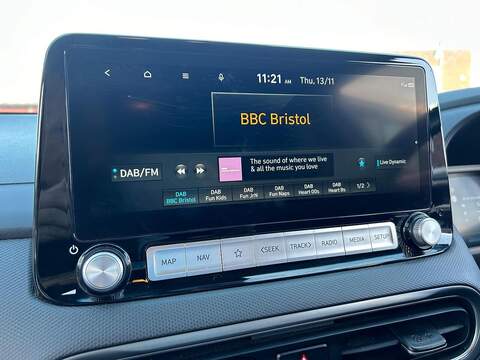 11:21 AM Thu, 13/11
BBC Bristol
DAB/FM
The sound of where we live
& all the music you love
Live Dynamic
DAB DAB DAB DAB DAB
BBC Bristol Fun Kids Fun Jr/N Fun Naps Heart 00s Heart 80s 1/2
MAP NAV <SEEK TRACK> RADIO MEDIA SETUP